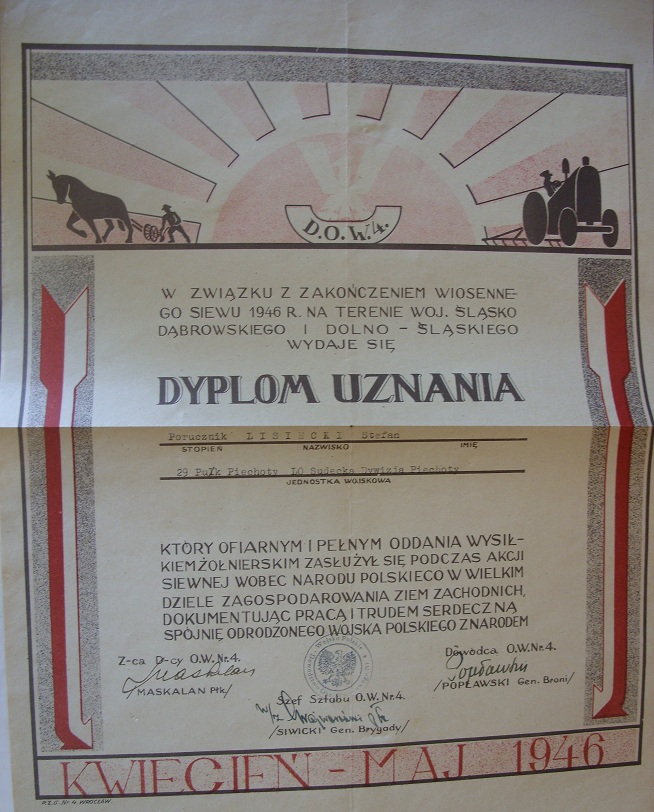 D.O.W.4.
W ZWIĄZKU Z ZAKOŃCZENIEM WIOSENNE-
GO SIEWU 1946 R. NA TERENIE WOJ. ŚLĄSKO
DĄBROWSKIEGO I DOLNO - ŚLĄSKIEGO
WYDAJE SIĘ
DYPLOM UZNANIA
Porucznik LISIECKI Stefan
STOPIEŃ NAZWISKO IMIĘ
29 Pułk Piechoty 10 Sudecka Dywizja Piechoty
JEDNOSTKA WOJSKOWA
KTÓRY OFIARNYM I PEŁNYM ODDANIA WYSIŁ-
KIEM ŻOŁNIERSKIM ZASŁUŻYŁ SIĘ PODCZAS AKCJI
SIEWNEJ WOBEC NARODU POLSKIEGO W WIELKIM
DZIELE ZAGOSPODAROWANIA ZIEM ZACHODNICH,
DOKUMENTUJĄC PRACĄ I TRUDEM SERDECZNĄ
SPÓJNIĘ ODRODZONEGO WOJSKA POLSKIEGO Z NARODEM
Z-ca D-cy O.W.Nr.4.
Maskalan
/MASKALAN Płk/
Szef Sztabu O.W.Nr.4.
w/z
/SIWICKI Gen. Brygady/
Dowódca O.W.Nr.4.
Popławski
/POPŁAWSKI Gen. Broni/
KWIECIEŃ - MAJ 1946
P.Z.G. Nr 4. WROCŁAW.